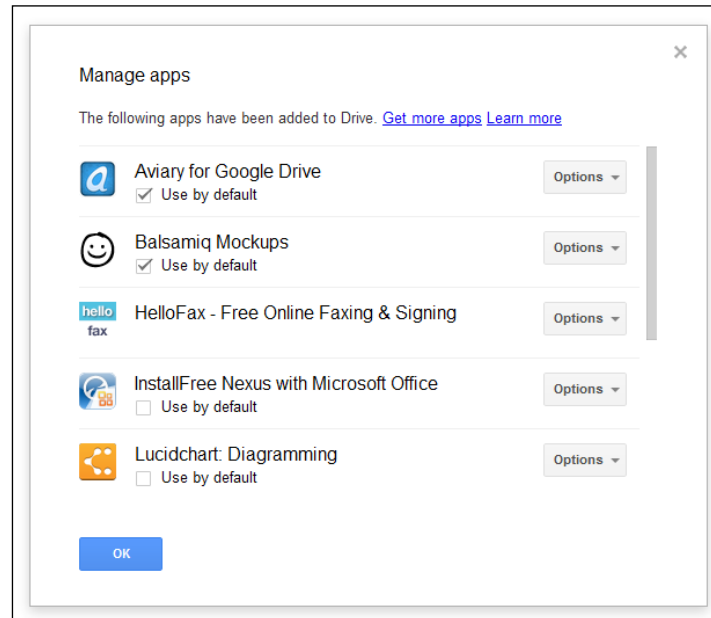 Manage apps
The following apps have been added to Drive. Get more apps Learn more
Aviary for Google Drive
Use by default
Options
Balsamiq Mockups
Use by default
Options
hello
fax
HelloFax - Free Online Faxing & Signing
Options
InstallFree Nexus with Microsoft Office
Use by default
Options
Lucidchart: Diagramming
Use by default
Options
OK